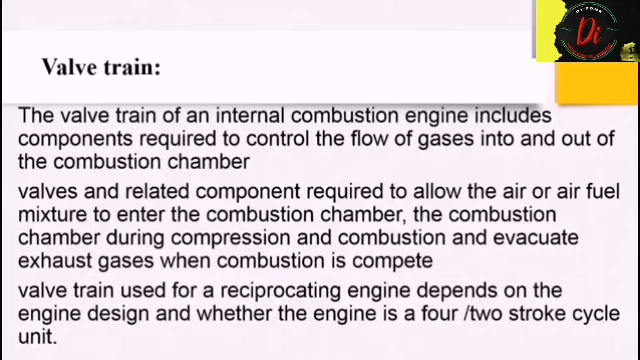 Di
Valve train:
The valve train of an internal combustion engine includes
components required to control the flow of gases into and out of
the combustion chamber
valves and related component required to allow the air or air fuel
mixture to enter the combustion chamber, the combustion
chamber during compression and combustion and evacuate
exhaust gases when combustion is compete
valve train used for a reciprocating engine depends on the
engine design and whether the engine is a four /two stroke cycle
unit.